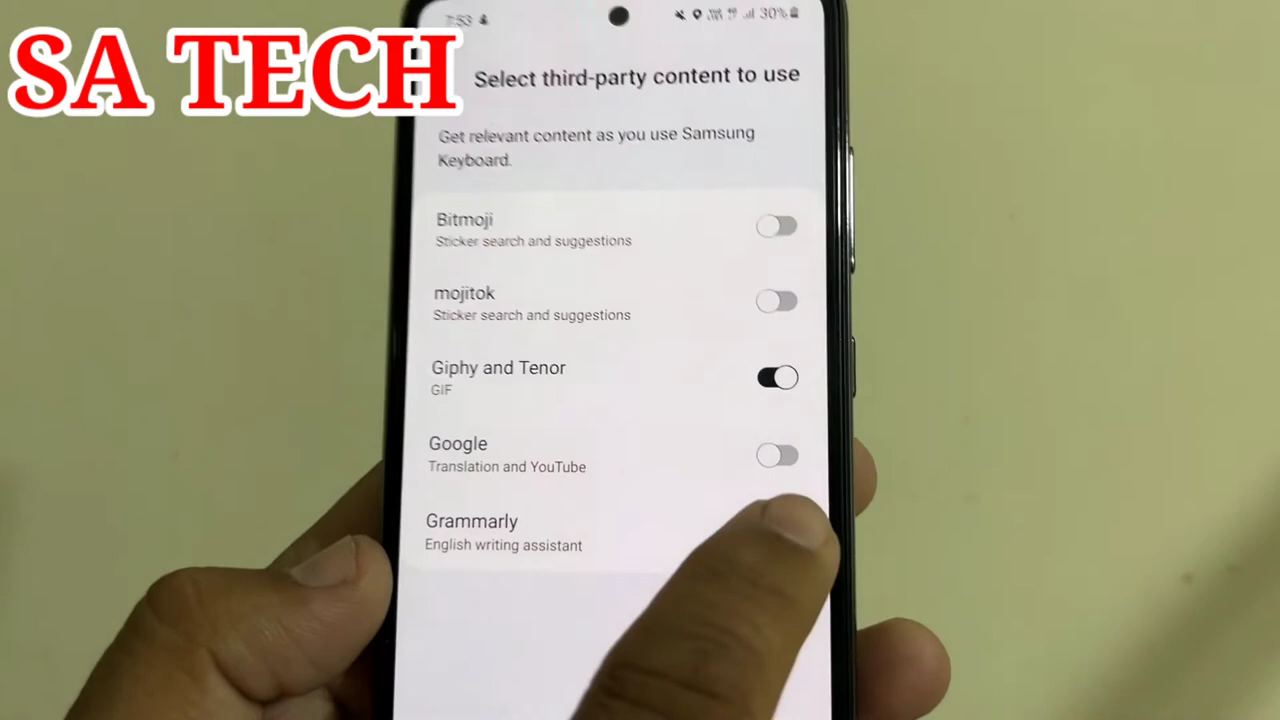 SA TECH
7:53
30%
Select third-party content to use
Get relevant content as you use Samsung
Keyboard.
Bitmoji
Sticker search and suggestions
mojitok
Sticker search and suggestions
Giphy and Tenor
GIF
Google
Translation and YouTube
Grammarly
English writing assistant